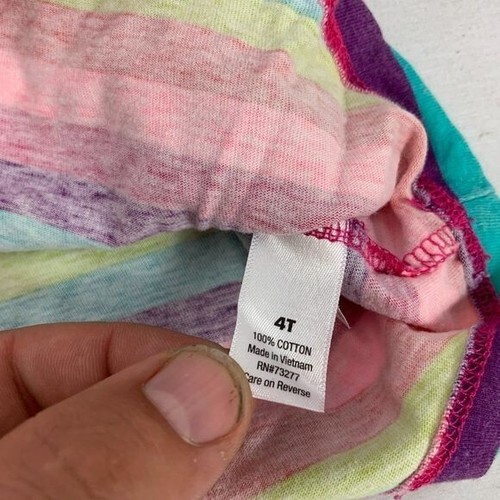 4T
100% COTTON
Made in Vietnam
RN#73277
Care on Reverse